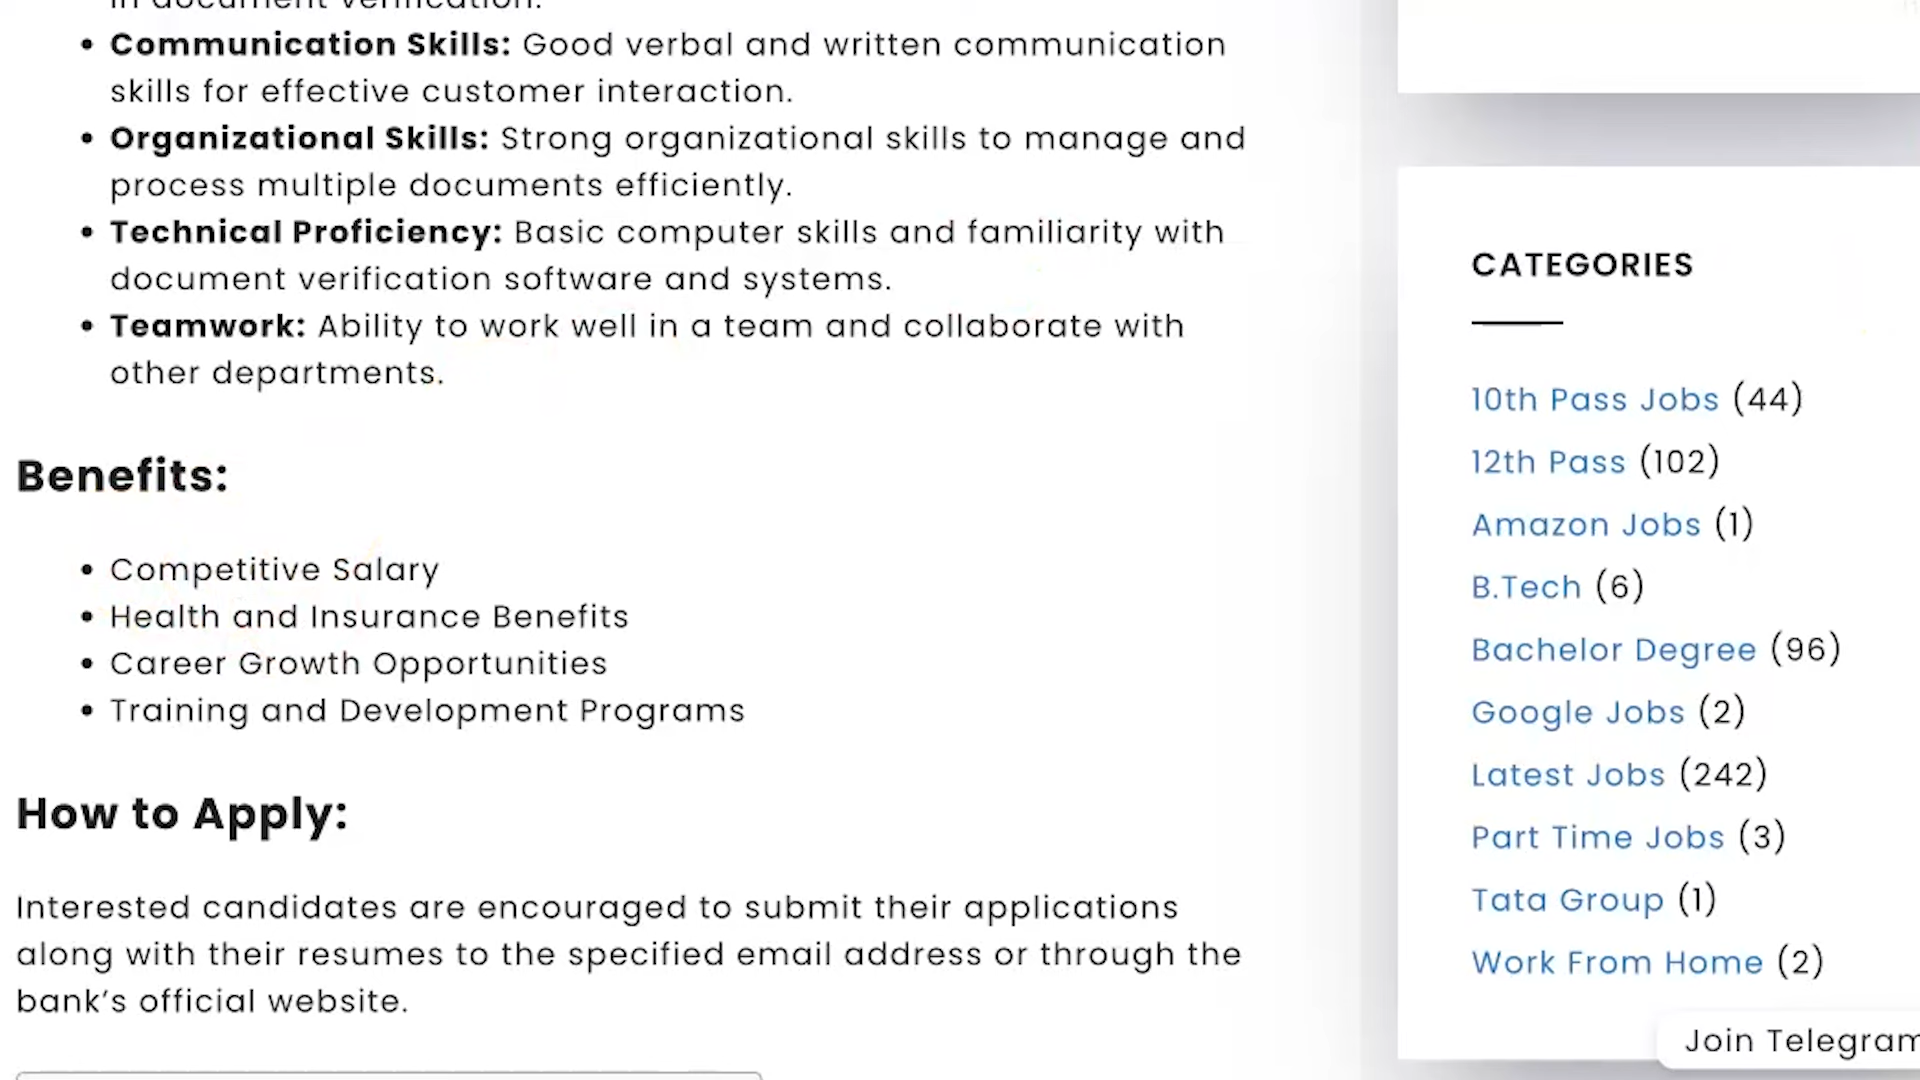 in document verification.
• Communication Skills: Good verbal and written communication
skills for effective customer interaction.
• Organizational Skills: Strong organizational skills to manage and
process multiple documents efficiently.
• Technical Proficiency: Basic computer skills and familiarity with
document verification software and systems.
• Teamwork: Ability to work well in a team and collaborate with
other departments.
Benefits:
• Competitive Salary
• Health and Insurance Benefits
• Career Growth Opportunities
• Training and Development Programs
How to Apply:
Interested candidates are encouraged to submit their applications
along with their resumes to the specified email address or through the
bank’s official website.
CATEGORIES
10th Pass Jobs (44)
12th Pass (102)
Amazon Jobs (1)
B.Tech (6)
Bachelor Degree (96)
Google Jobs (2)
Latest Jobs (242)
Part Time Jobs (3)
Tata Group (1)
Work From Home (2)
Join Telegram